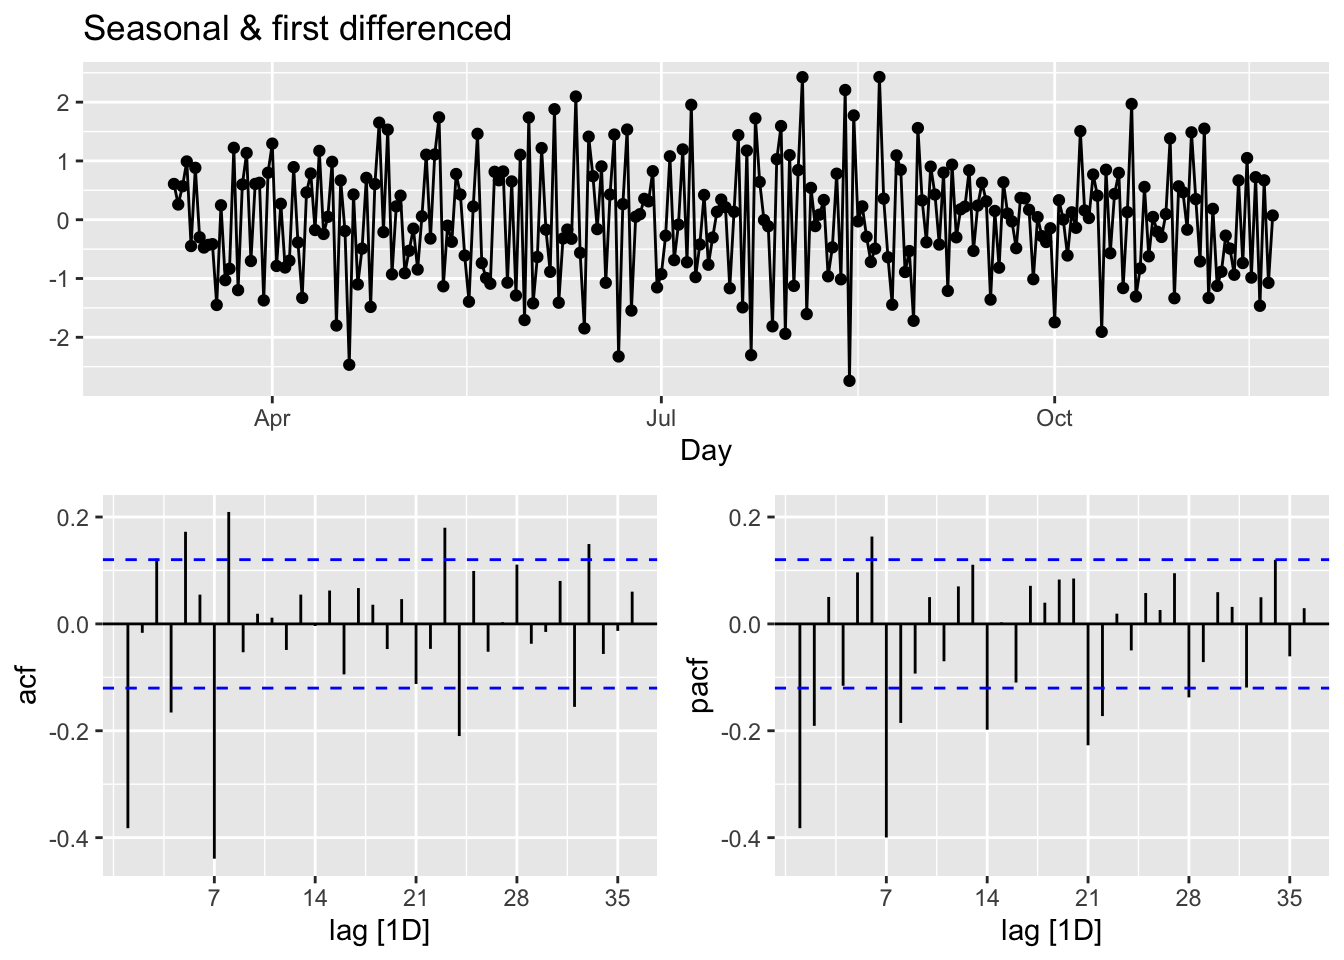 Seasonal & first differenced
2
1
0
-1
-2
Apr Jul Oct
Day
acf
0.2
0.0
-0.2
-0.4
7 14 21 28 35
lag [1D]
pacf
0.2
0.0
-0.2
-0.4
7 14 21 28 35
lag [1D]